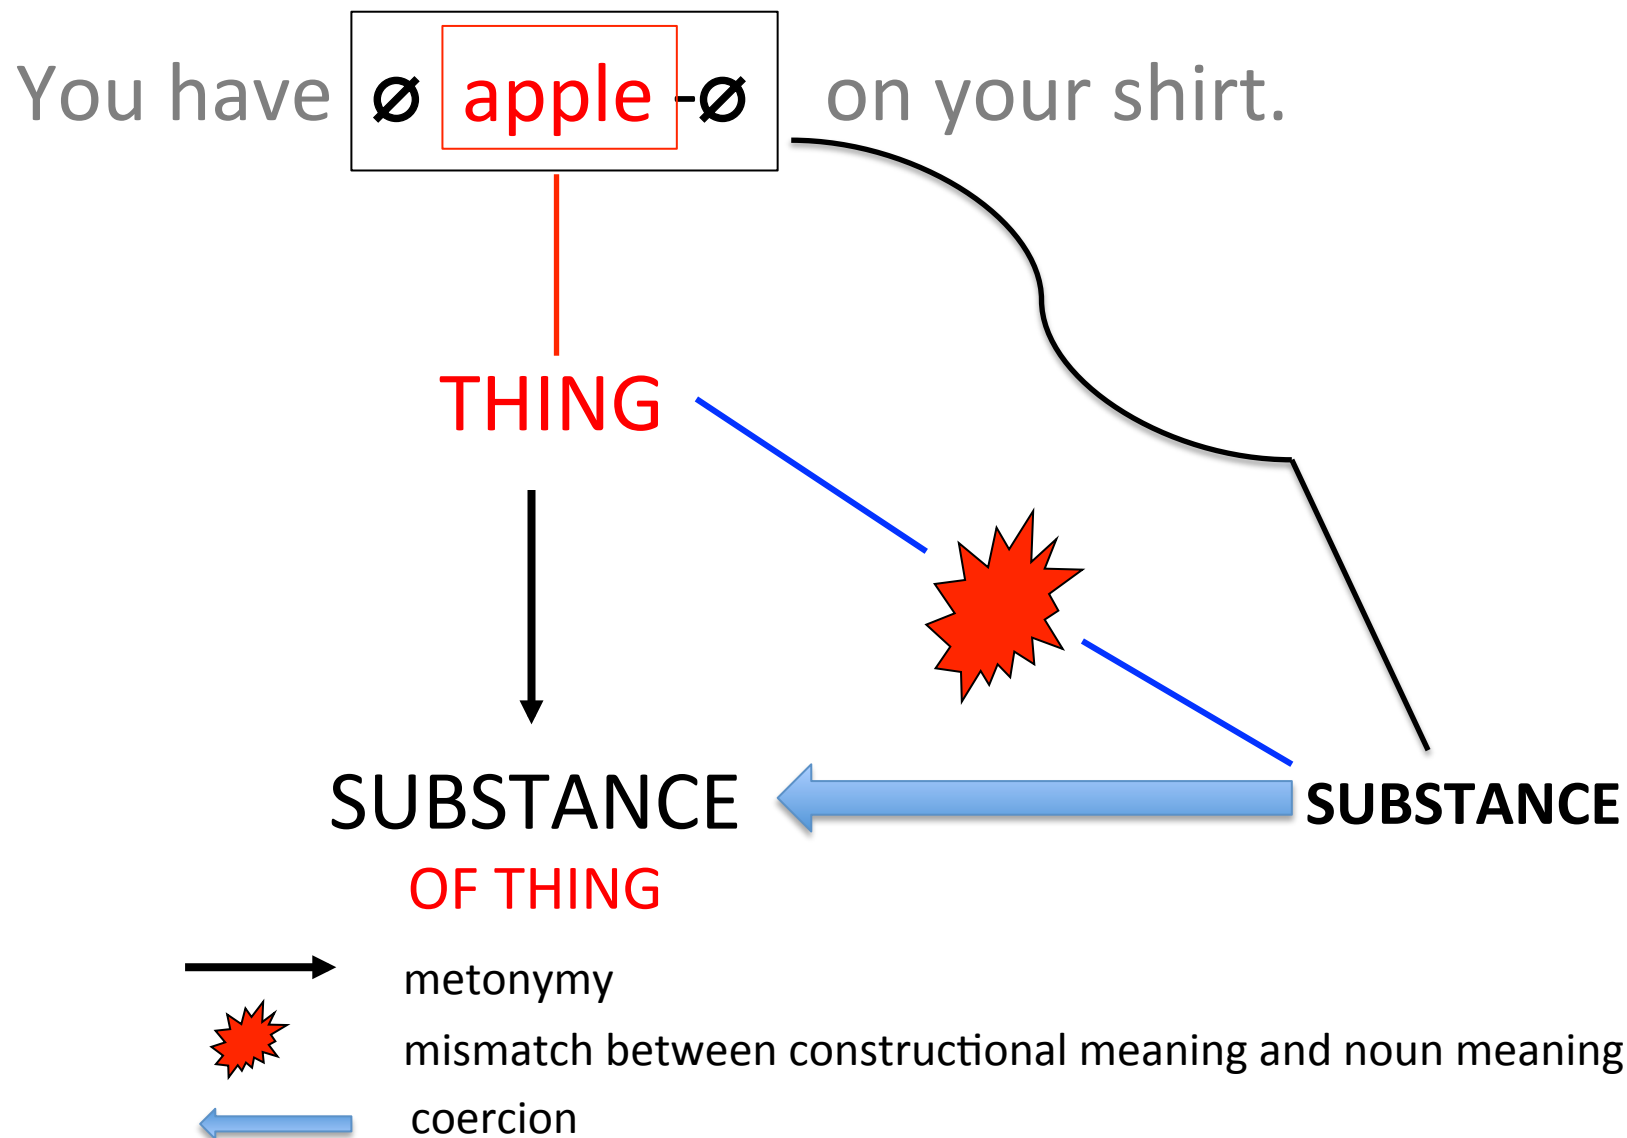 You have ø apple -ø on your shirt.
THING
SUBSTANCE SUBSTANCE
OF THING
metonymy
mismatch between constructional meaning and noun meaning
coercion